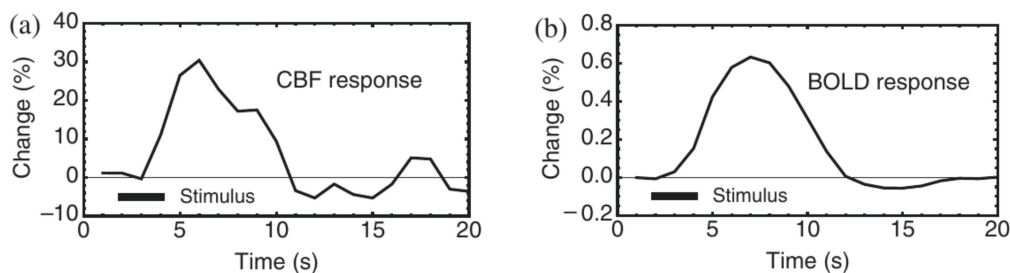 (a)
Change (%)
40
30
20
10
0
−10
CBF response
Stimulus
0 5 10 15 20
Time (s)
(b)
Change (%)
0.8
0.6
0.4
0.2
0.0
−0.2
BOLD response
Stimulus
0 5 10 15 20
Time (s)